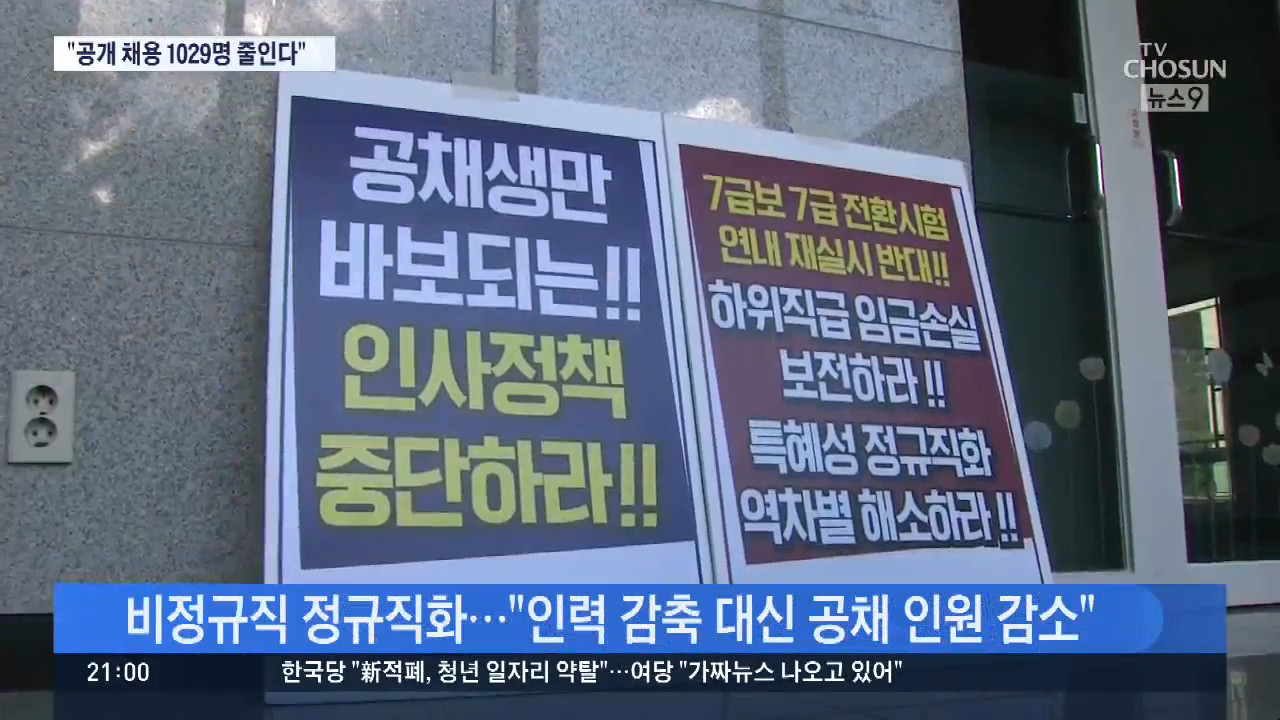 "공개 채용 1029명 줄인다"
TV
CHOSUN
뉴스9
공채생만
바보되는!!
인사정책
중단하라!!
7급보 7급 전환시험
연내 재실시 반대!!
하위직급 임금손실
보전하라!!
특혜성 정규직화
역차별 해소하라!!
비정규직 정규직화…"인력 감축 대신 공채 인원 감소"
21:00
한국당 "新적폐, 청년 일자리 약탈"…여당 "가짜뉴스 나오고 있어"